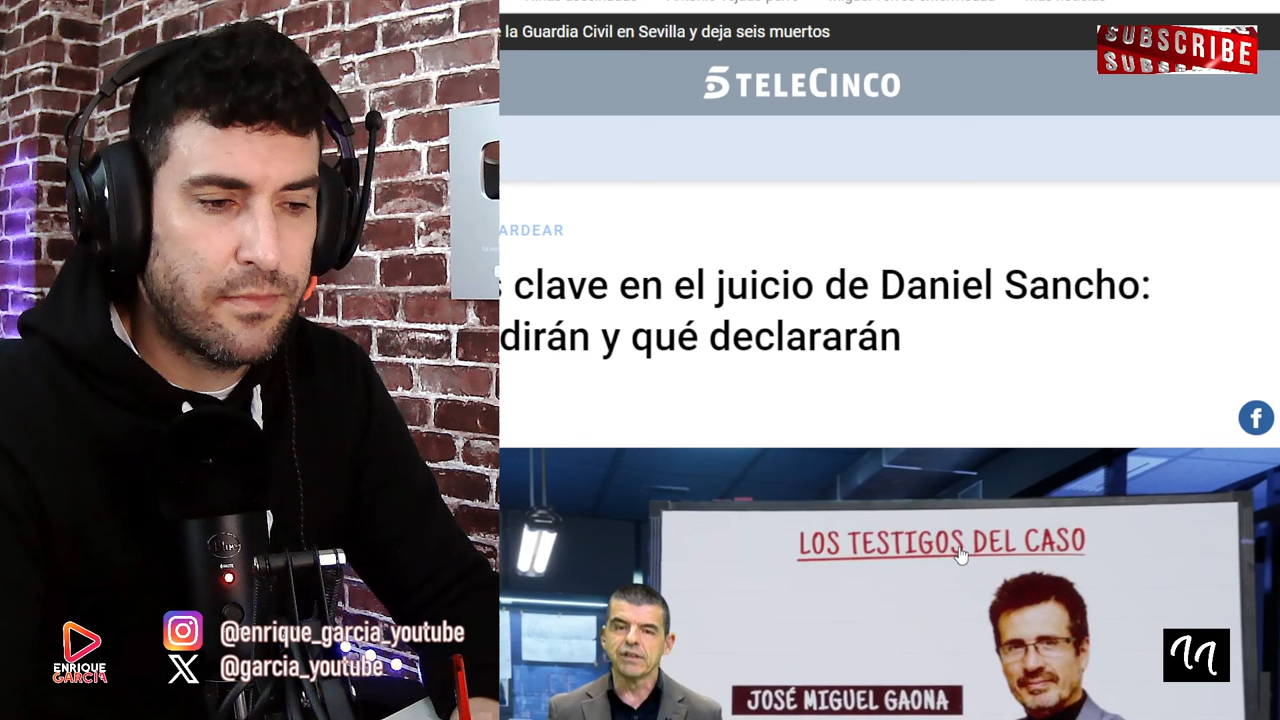 la Guardia Civil en Sevilla y deja seis muertos
SUBSCRIBE
TELECINCO
ARDEAR
clave en el juicio de Daniel Sancho:
dirán y qué declararán
LOS TESTIGOS DEL CASO
JOSÉ MIGUEL GAONA
ENRIQUE
GARCIA
@enrique_garcia_youtube
@garcia_youtube